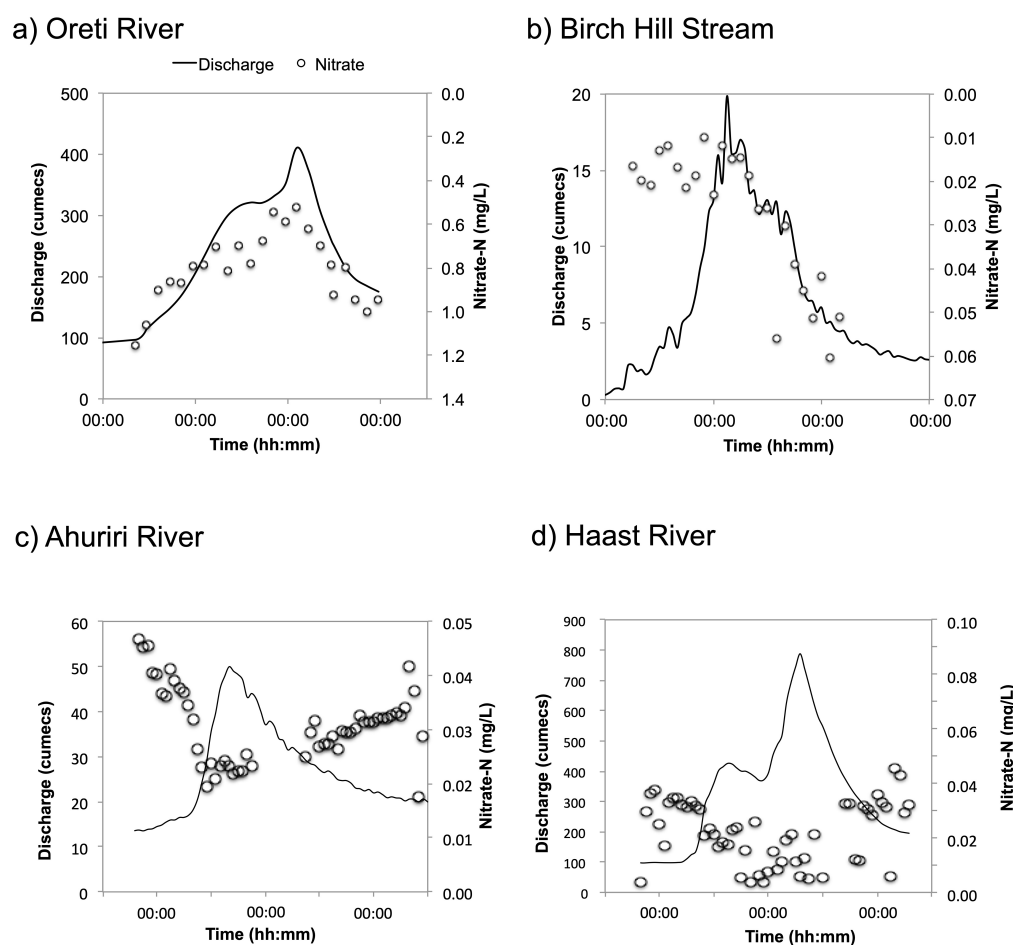 a) Oreti River
Discharge Nitrate
500
400
300
200
100
0
Discharge (cumecs)
0.0
0.2
0.4
0.6
0.8
1.0
1.2
1.4
Nitrate-N (mg/L)
00:00 00:00 00:00 00:00
Time (hh:mm)
b) Birch Hill Stream
20
15
10
5
0
Discharge (cumecs)
0.00
0.01
0.02
0.03
0.04
0.05
0.06
0.07
Nitrate-N (mg/L)
00:00 00:00 00:00 00:00
Time (hh:mm)
c) Ahuriri River
60
50
40
30
20
10
0
Discharge (cumecs)
0.05
0.04
0.03
0.02
0.01
0.00
Nitrate-N (mg/L)
00:00 00:00 00:00
Time (hh:mm)
d) Haast River
900
800
700
600
500
400
300
200
100
0
Discharge (cumecs)
0.10
0.08
0.06
0.04
0.02
0.00
Nitrate-N (mg/L)
00:00 00:00 00:00
Time (hh:mm)